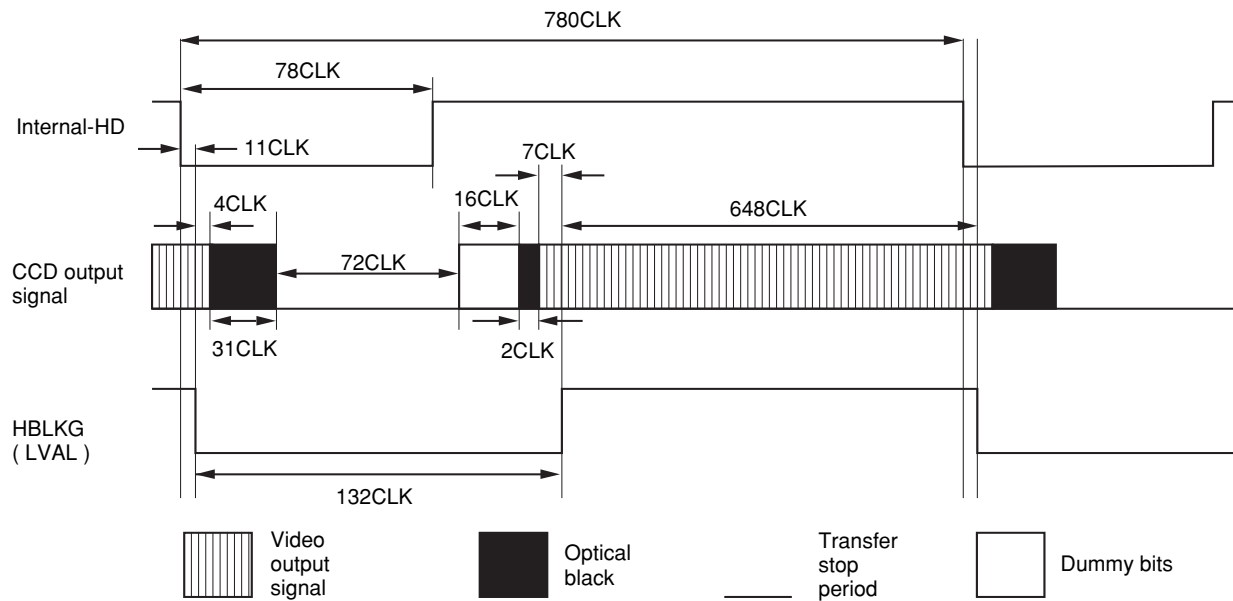 780CLK
78CLK
Internal-HD
11CLK
7CLK
4CLK
16CLK
648CLK
CCD output
signal
72CLK
31CLK
2CLK
HBLKG
( LVAL )
132CLK
Video
output
signal
Optical
black
Transfer
stop
period
Dummy bits